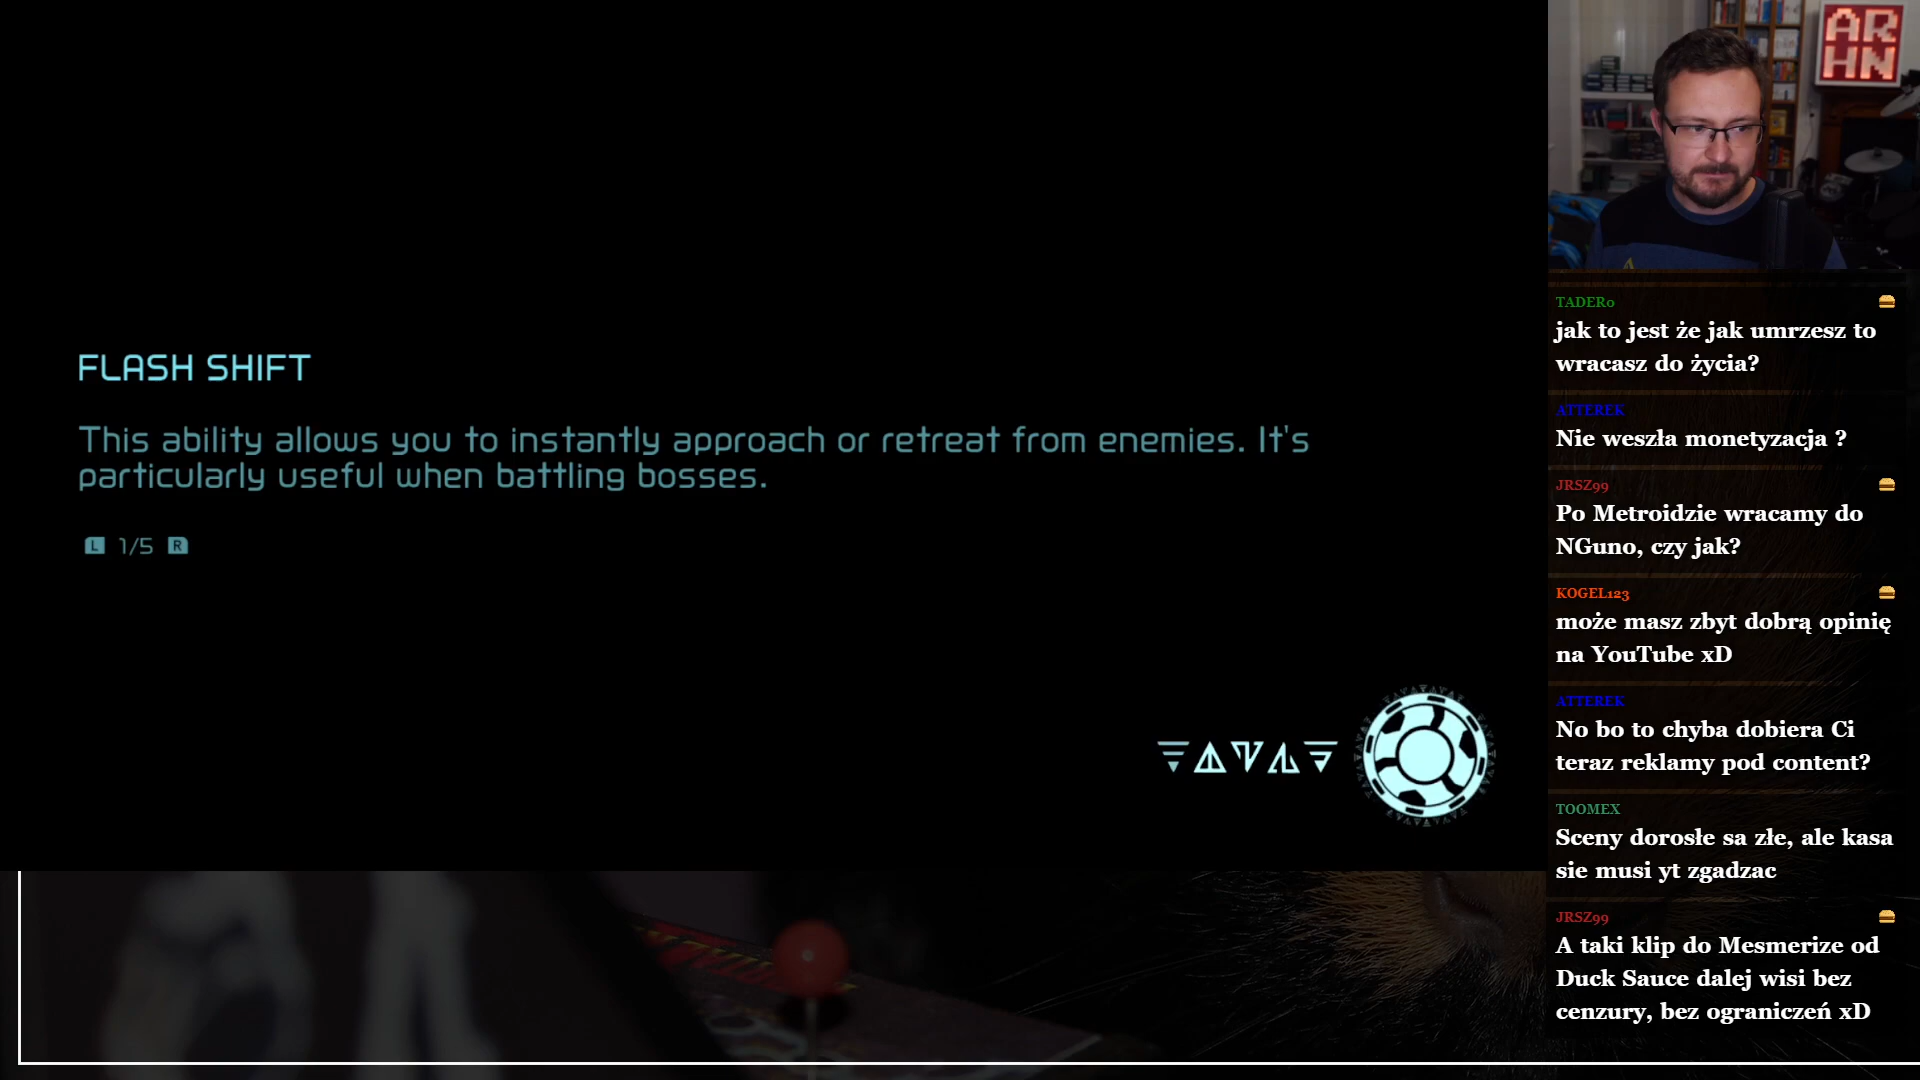 FLASH SHIFT
This ability allows you to instantly approach or retreat from enemies. It's
particularly useful when battling bosses.
L 1/5 R
AR
HN
TADER0
jak to jest że jak umrzesz to
wracasz do życia?
ATTEREK
Nie weszła monetyzacja ?
JRSZ99
Po Metroidzie wracamy do
NGuno, czy jak?
KOGEL123
może masz zbyt dobrą opinię
na YouTube xD
ATTEREK
No bo to chyba dobiera Ci
teraz reklamy pod content?
TOOMEX
Sceny dorosłe sa złe, ale kasa
sie musi yt zgadzac
JRSZ99
A taki klip do Mesmerize od
Duck Sauce dalej wisi bez
cenzury, bez ograniczeń xD